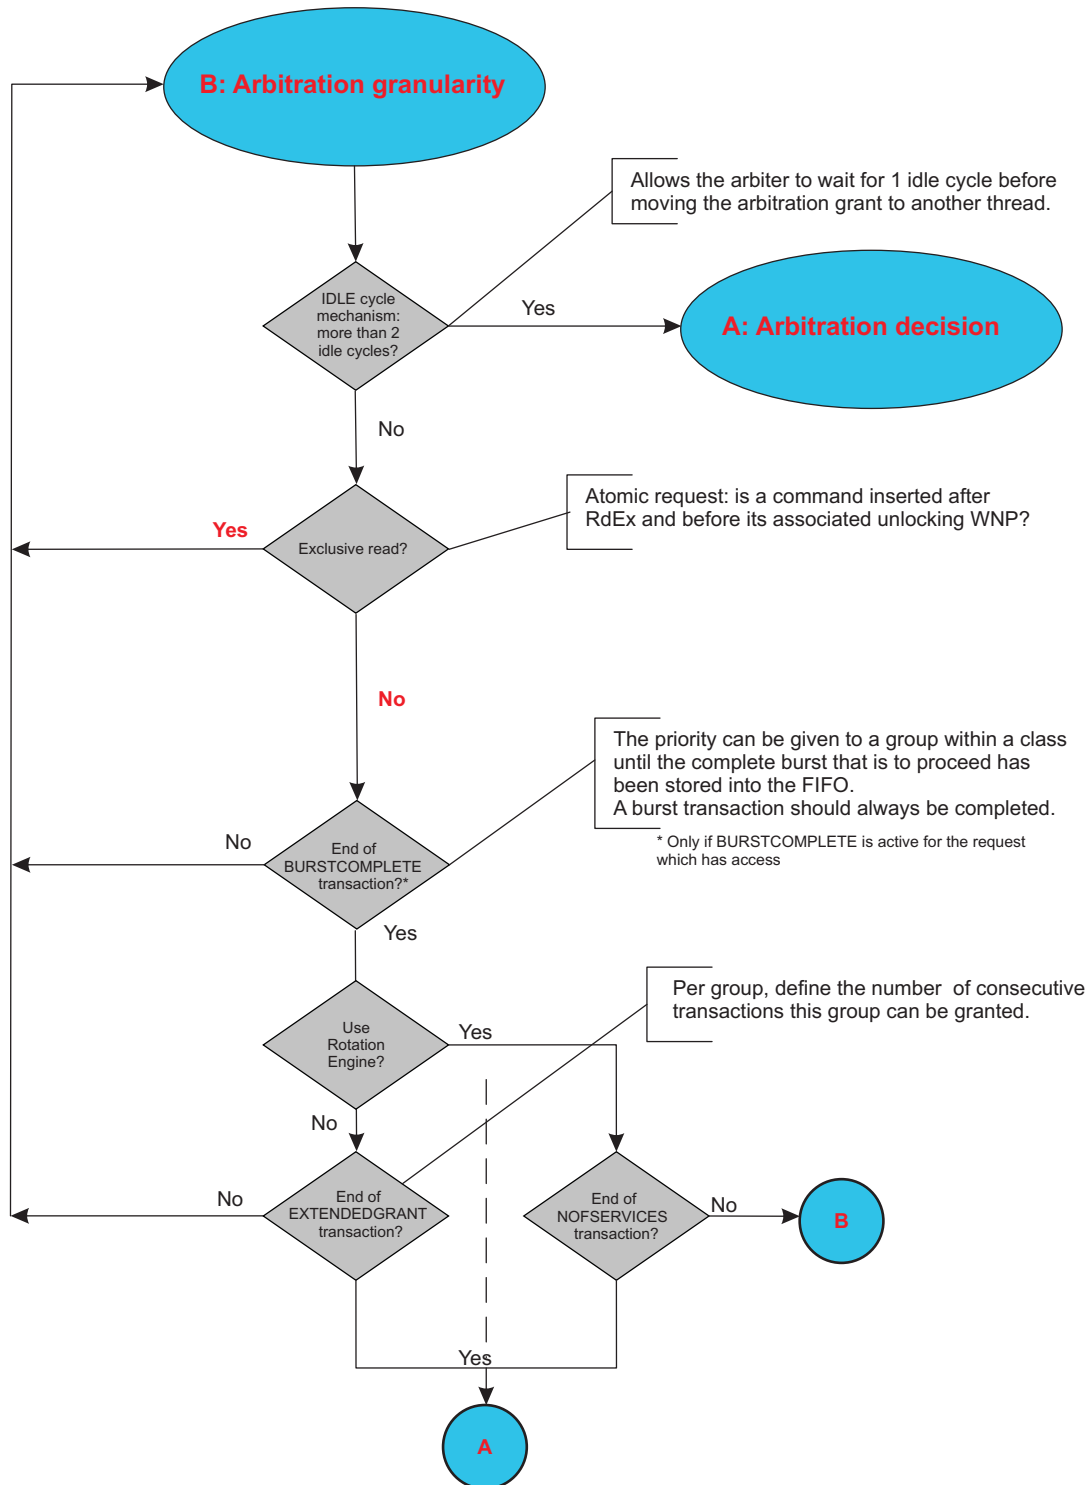 B: Arbitration granularity
Allows the arbiter to wait for 1 idle cycle before
moving the arbitration grant to another thread.
IDLE cycle
mechanism:
more than 2
idle cycles?
Yes
A: Arbitration decision
No
Atomic request: is a command inserted after
RdEx and before its associated unlocking WNP?
Yes
Exclusive read?
No
The priority can be given to a group within a class
until the complete burst that is to proceed has
been stored into the FIFO.
A burst transaction should always be completed.
* Only if BURSTCOMPLETE is active for the request
which has access
No
End of
BURSTCOMPLETE
transaction?*
Yes
Per group, define the number of consecutive
transactions this group can be granted.
Use
Rotation
Engine?
Yes
No
No
End of
EXTENDEDGRANT
transaction?
End of
NOFSERVICES
transaction?
No
B
Yes
A